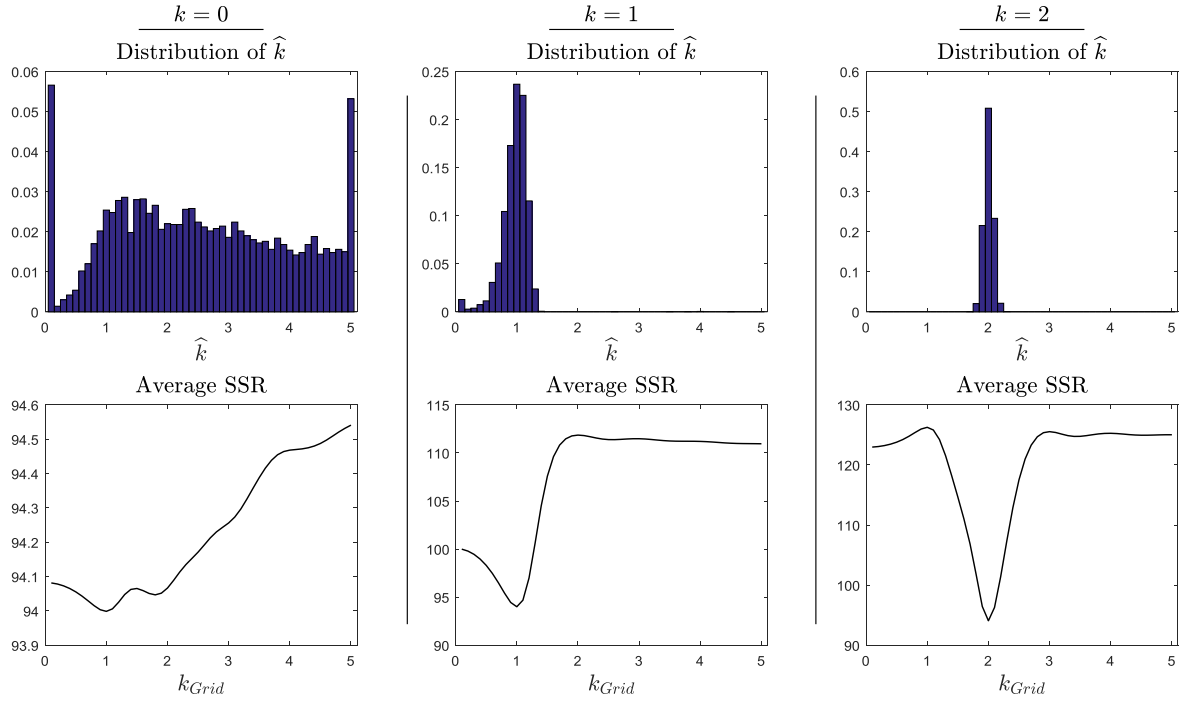 k = 0
Distribution of k̂
0.06
0.05
0.04
0.03
0.02
0.01
0
0 1 2 3 4 5
k̂
Average SSR
94.6
94.5
94.4
94.3
94.2
94.1
94
93.9
0 1 2 3 4 5
k_Grid
k = 1
Distribution of k̂
0.25
0.2
0.15
0.1
0.05
0
0 1 2 3 4 5
k̂
Average SSR
115
110
105
100
95
90
0 1 2 3 4 5
k_Grid
k = 2
Distribution of k̂
0.6
0.5
0.4
0.3
0.2
0.1
0
0 1 2 3 4 5
k̂
Average SSR
130
120
110
100
90
0 1 2 3 4 5
k_Grid